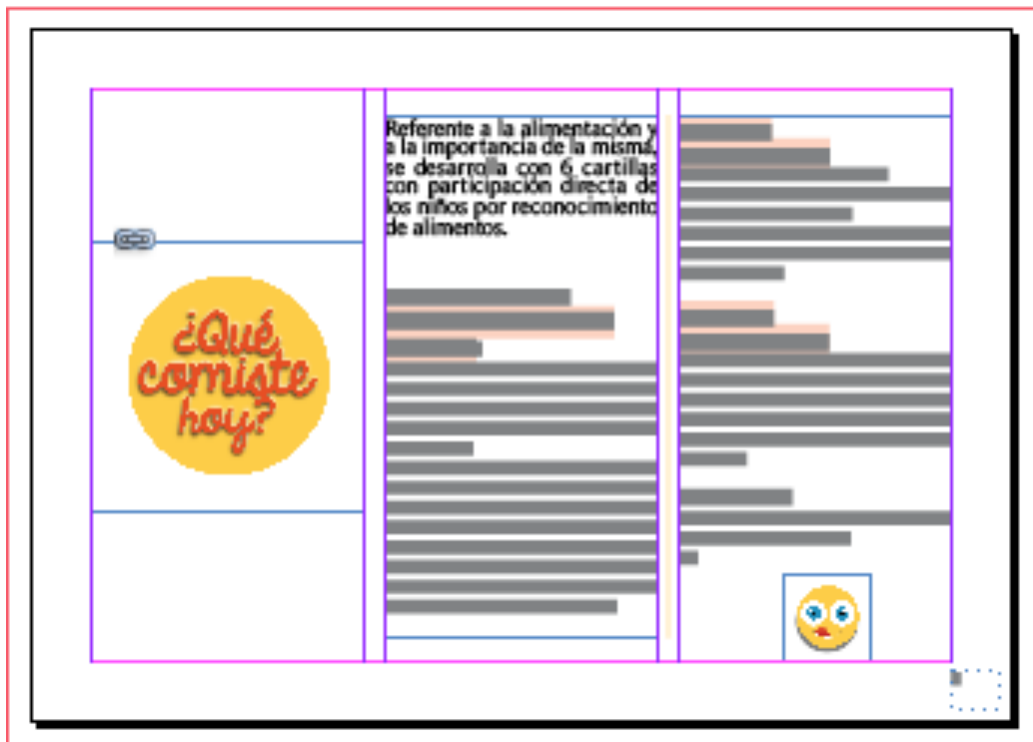 ¿Qué
comiste
hoy?
Referente a la alimentación y
a la importancia de la misma,
se desarrolla con 6 cartillas
con participación directa de
los niños por reconocimiento
de alimentos.